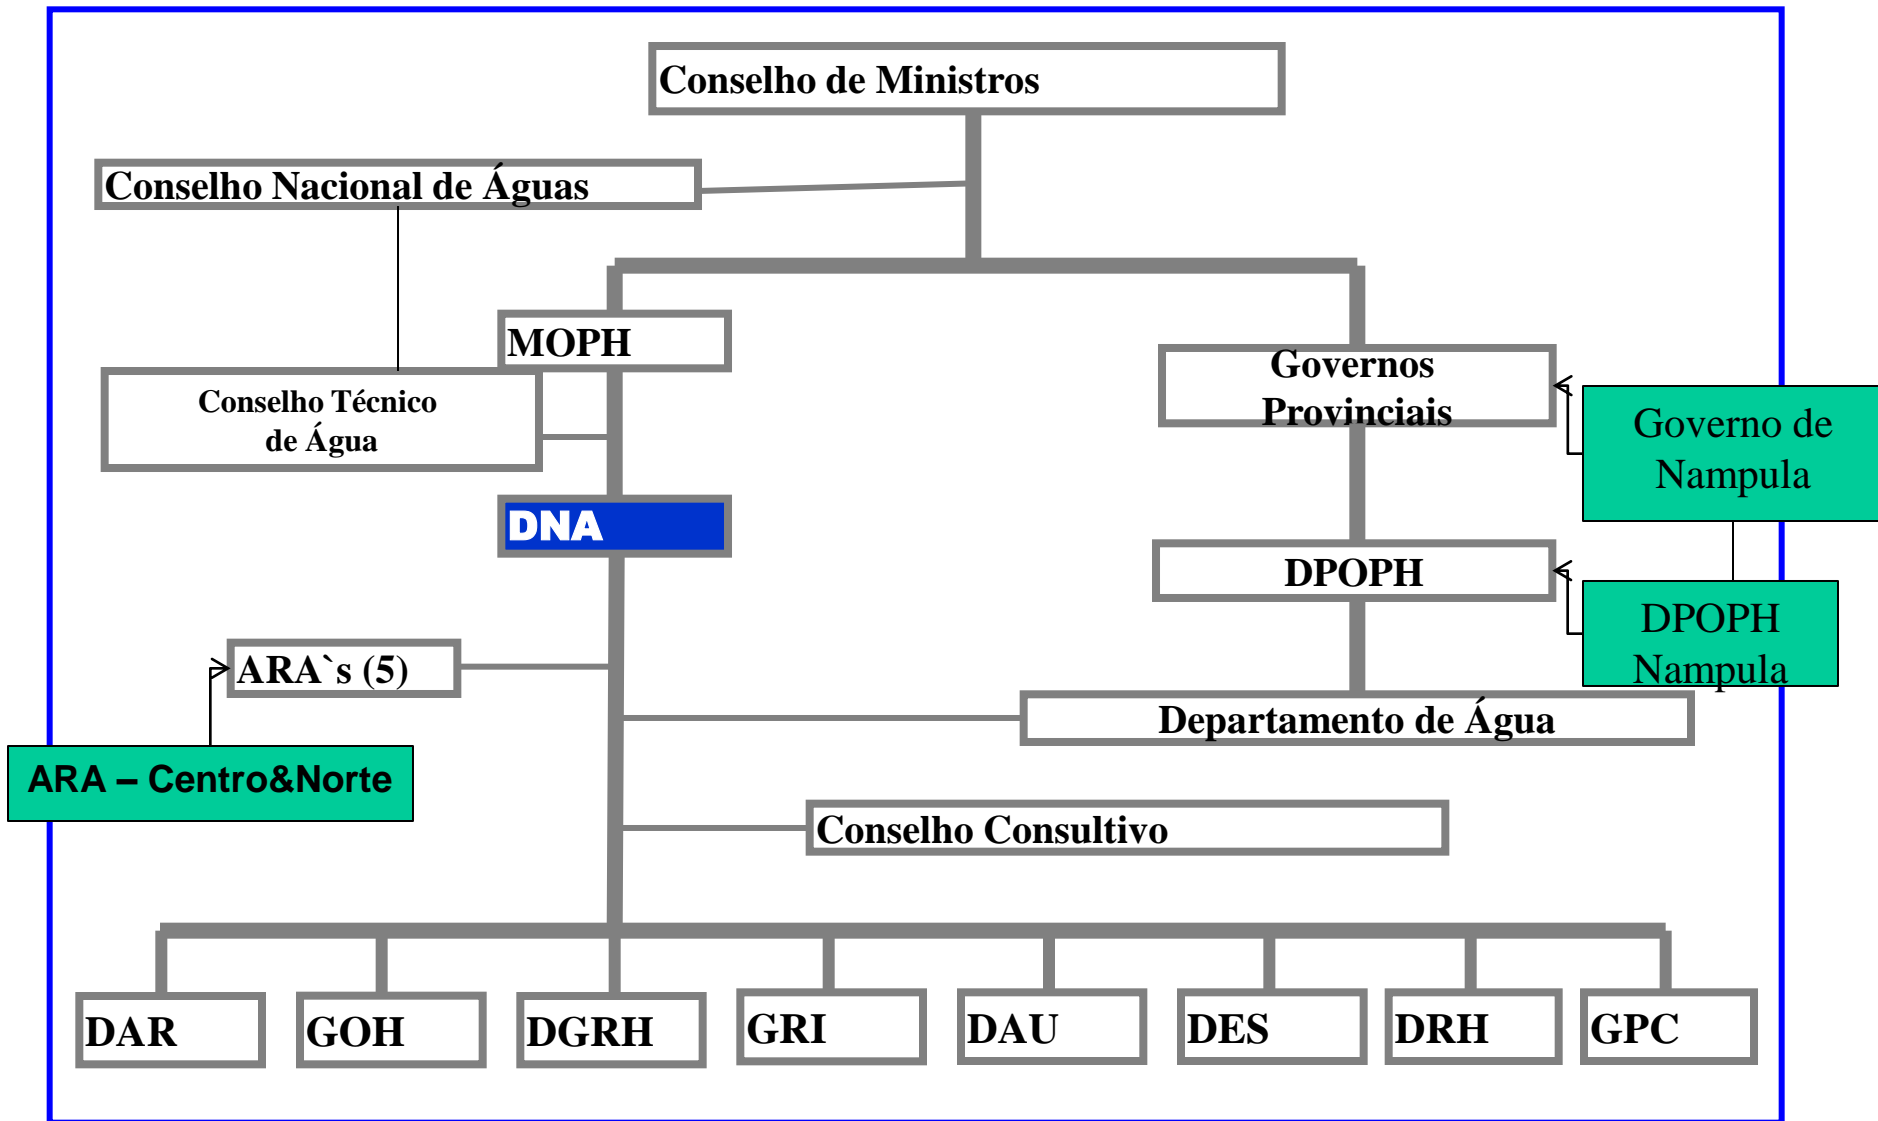 Conselho de Ministros
Conselho Nacional de Águas
MOPH
Governos
Provinciais
Conselho Técnico
de Água
Governo de
Nampula
DNA
DPOPH
DPOPH
Nampula
ARA`s (5)
Departamento de Água
ARA – Centro&Norte
Conselho Consultivo
DAR
GOH
DGRH
GRI
DAU
DES
DRH
GPC